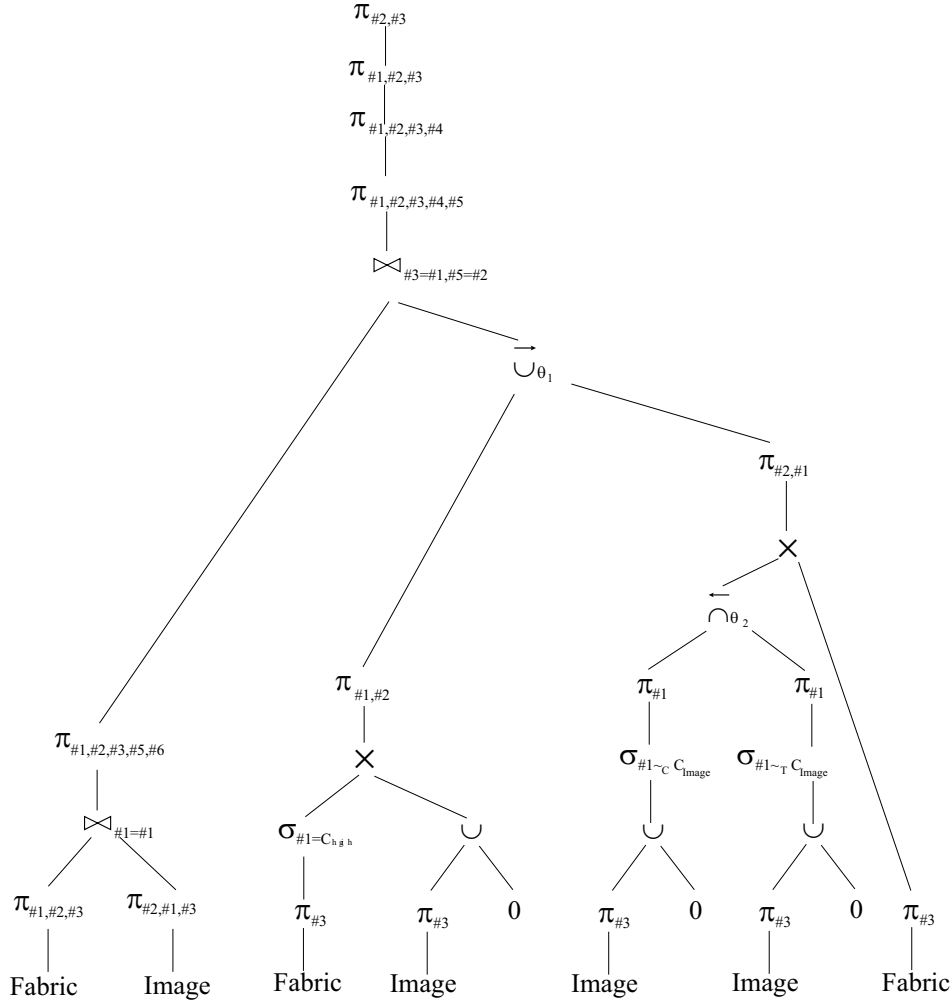 π #2,#3
π #1,#2,#3
π #1,#2,#3,#4
π #1,#2,#3,#4,#5
⋈ #3=#1,#5=#2
∪ θ1
π #2,#1
×
∩ θ2
π #1,#2 π #1 π #1
π #1,#2,#3,#5,#6 × σ #1~C CImage σ #1~T CImage
⋈ #1=#1 σ #1=Chigh ∪ ∪ ∪
π #1,#2,#3 π #2,#1,#3 π #3 π #3 0 π #3 0 π #3 0 π #3
Fabric Image Fabric Image Image Image Fabric